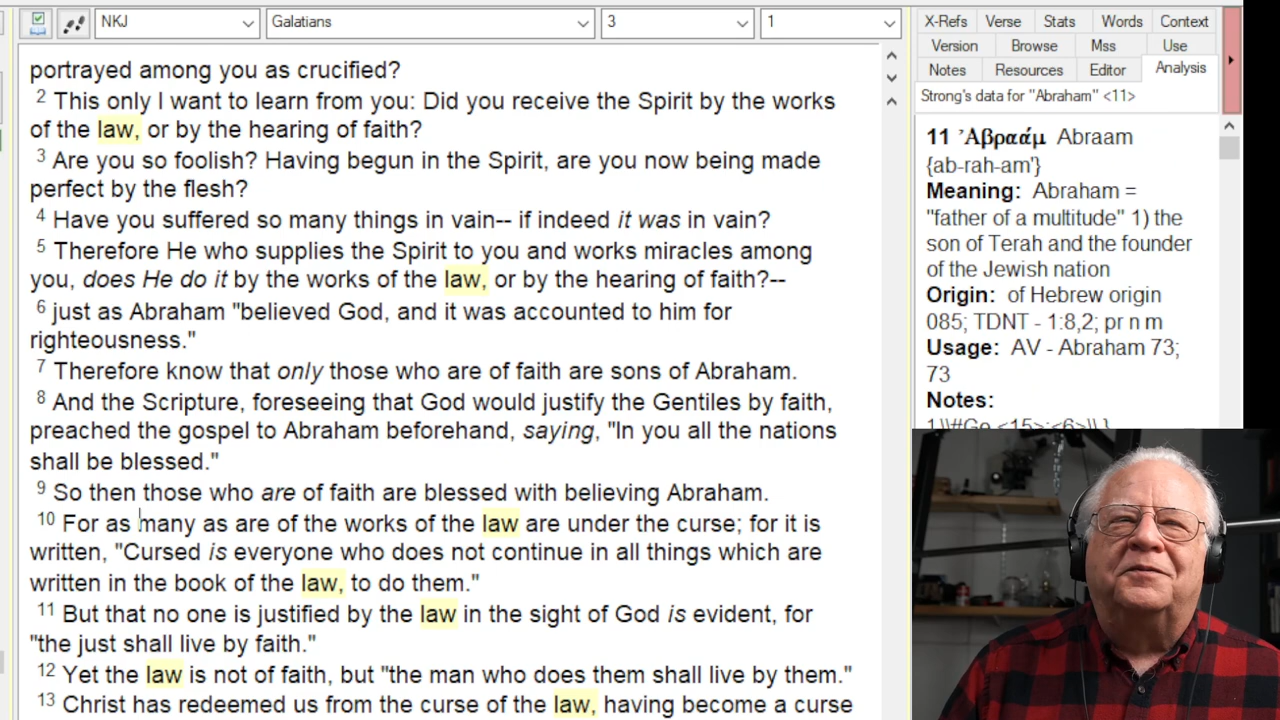 NKJ Galatians 3 1
portrayed among you as crucified?
2 This only I want to learn from you: Did you receive the Spirit by the works
of the law, or by the hearing of faith?
3 Are you so foolish? Having begun in the Spirit, are you now being made
perfect by the flesh?
4 Have you suffered so many things in vain-- if indeed it was in vain?
5 Therefore He who supplies the Spirit to you and works miracles among
you, does He do it by the works of the law, or by the hearing of faith?--
6 just as Abraham "believed God, and it was accounted to him for
righteousness."
7 Therefore know that only those who are of faith are sons of Abraham.
8 And the Scripture, foreseeing that God would justify the Gentiles by faith,
preached the gospel to Abraham beforehand, saying, "In you all the nations
shall be blessed."
9 So then those who are of faith are blessed with believing Abraham.
10 For as many as are of the works of the law are under the curse; for it is
written, "Cursed is everyone who does not continue in all things which are
written in the book of the law, to do them."
11 But that no one is justified by the law in the sight of God is evident, for
"the just shall live by faith."
12 Yet the law is not of faith, but "the man who does them shall live by them."
13 Christ has redeemed us from the curse of the law, having become a curse
X-Refs Verse Stats Words Context
Version Browse Mss Use
Notes Resources Editor Analysis
Strong's data for "Abraham" <11>
11 Ἀβραάμ Abraam
{ab-rah-am'}
Meaning: Abraham =
"father of a multitude" 1) the
son of Terah and the founder
of the Jewish nation
Origin: of Hebrew origin
085; TDNT - 1:8,2; pr n m
Usage: AV - Abraham 73;
73
Notes:
1\\#Ge <15>;<6>\\ }